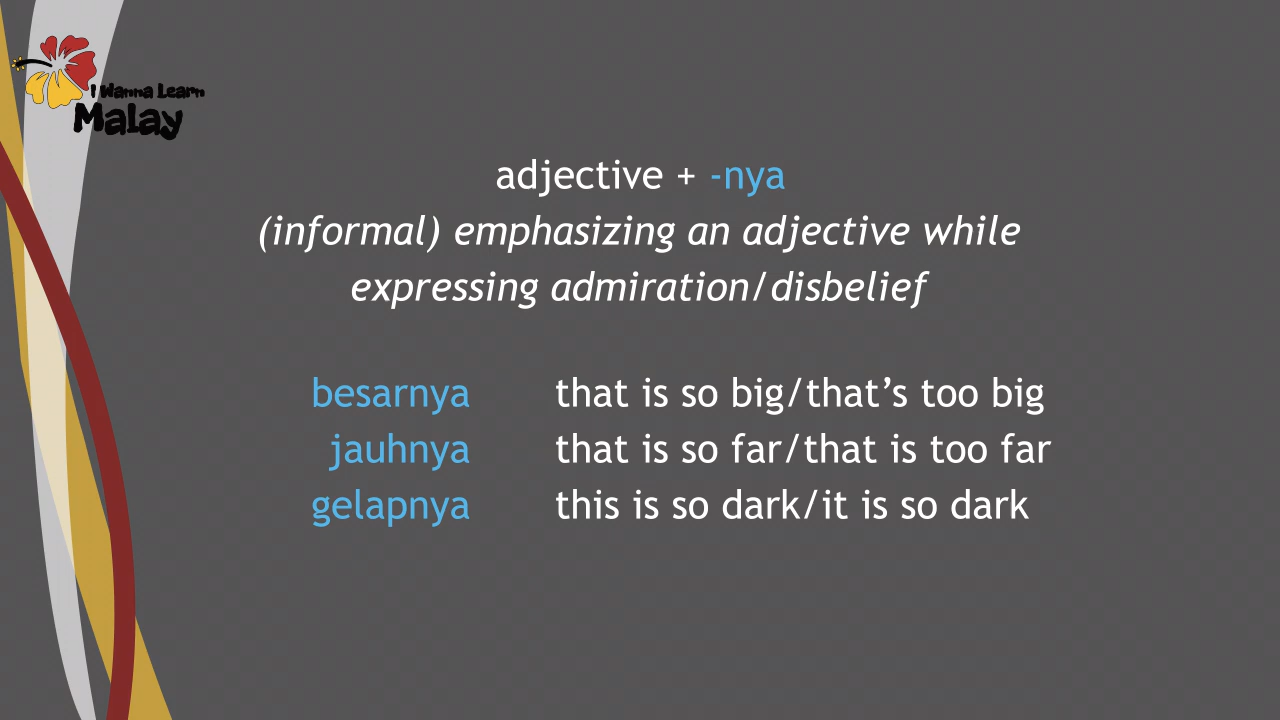 I Wanna Learn
Malay
adjective + -nya
(informal) emphasizing an adjective while
expressing admiration/disbelief
besarnya that is so big/that’s too big
jauhnya that is so far/that is too far
gelapnya this is so dark/it is so dark